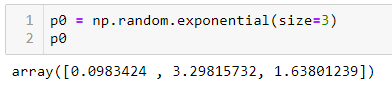 1 p0 = np.random.exponential(size=3)
2 p0
array([0.0983424 , 3.29815732, 1.63801239])